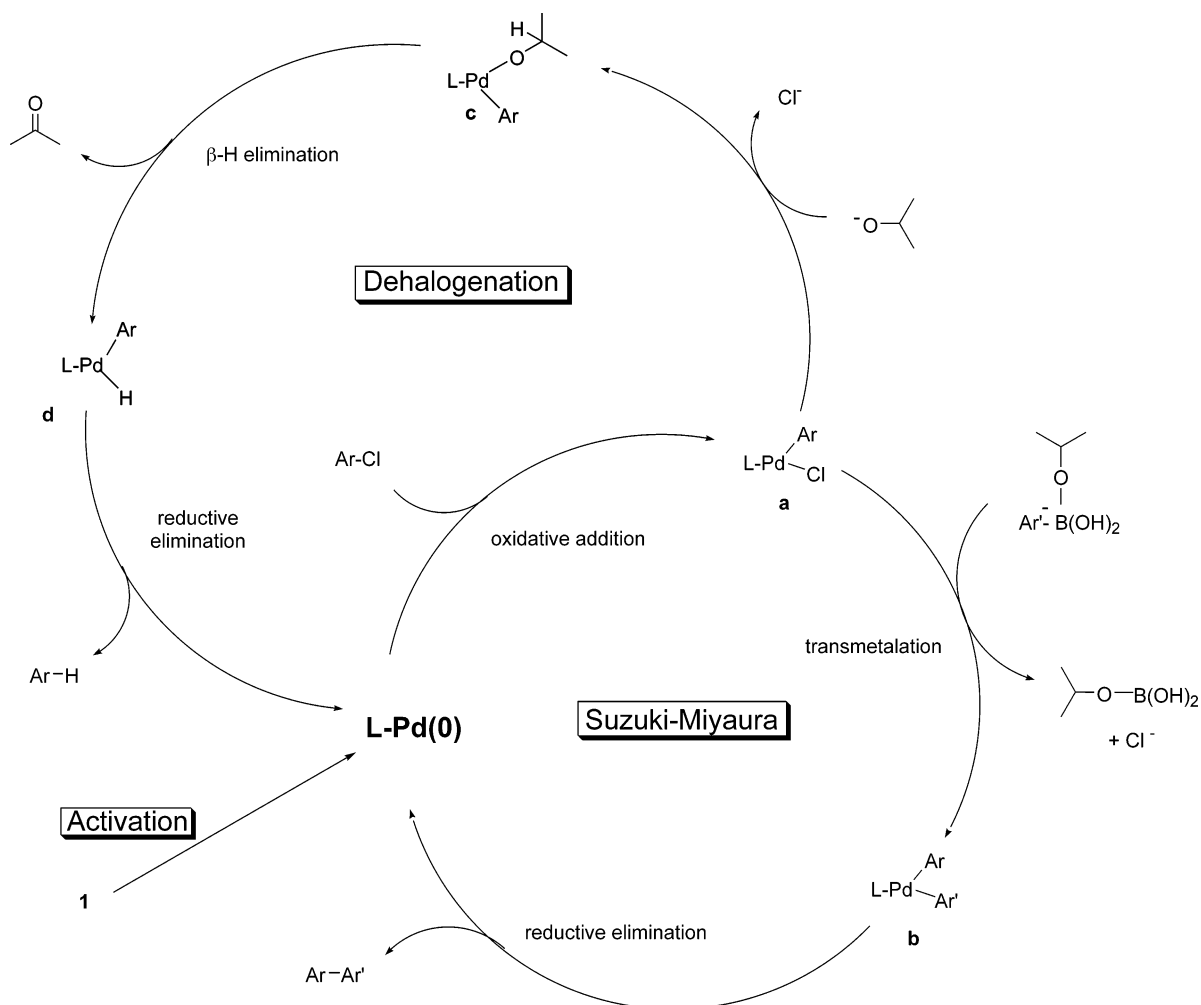 H
O
L-Pd
Ar
c
Cl-
O
β-H elimination
-O
Dehalogenation
Ar
L-Pd
H
d
Ar-Cl
Ar
L-Pd
Cl
a
O
Ar'- B(OH)2
-
reductive
elimination
oxidative addition
transmetalation
Ar-H
O-B(OH)2
+ Cl -
L-Pd(0)
Suzuki-Miyaura
Activation
1
Ar
L-Pd
Ar'
b
reductive elimination
Ar-Ar'